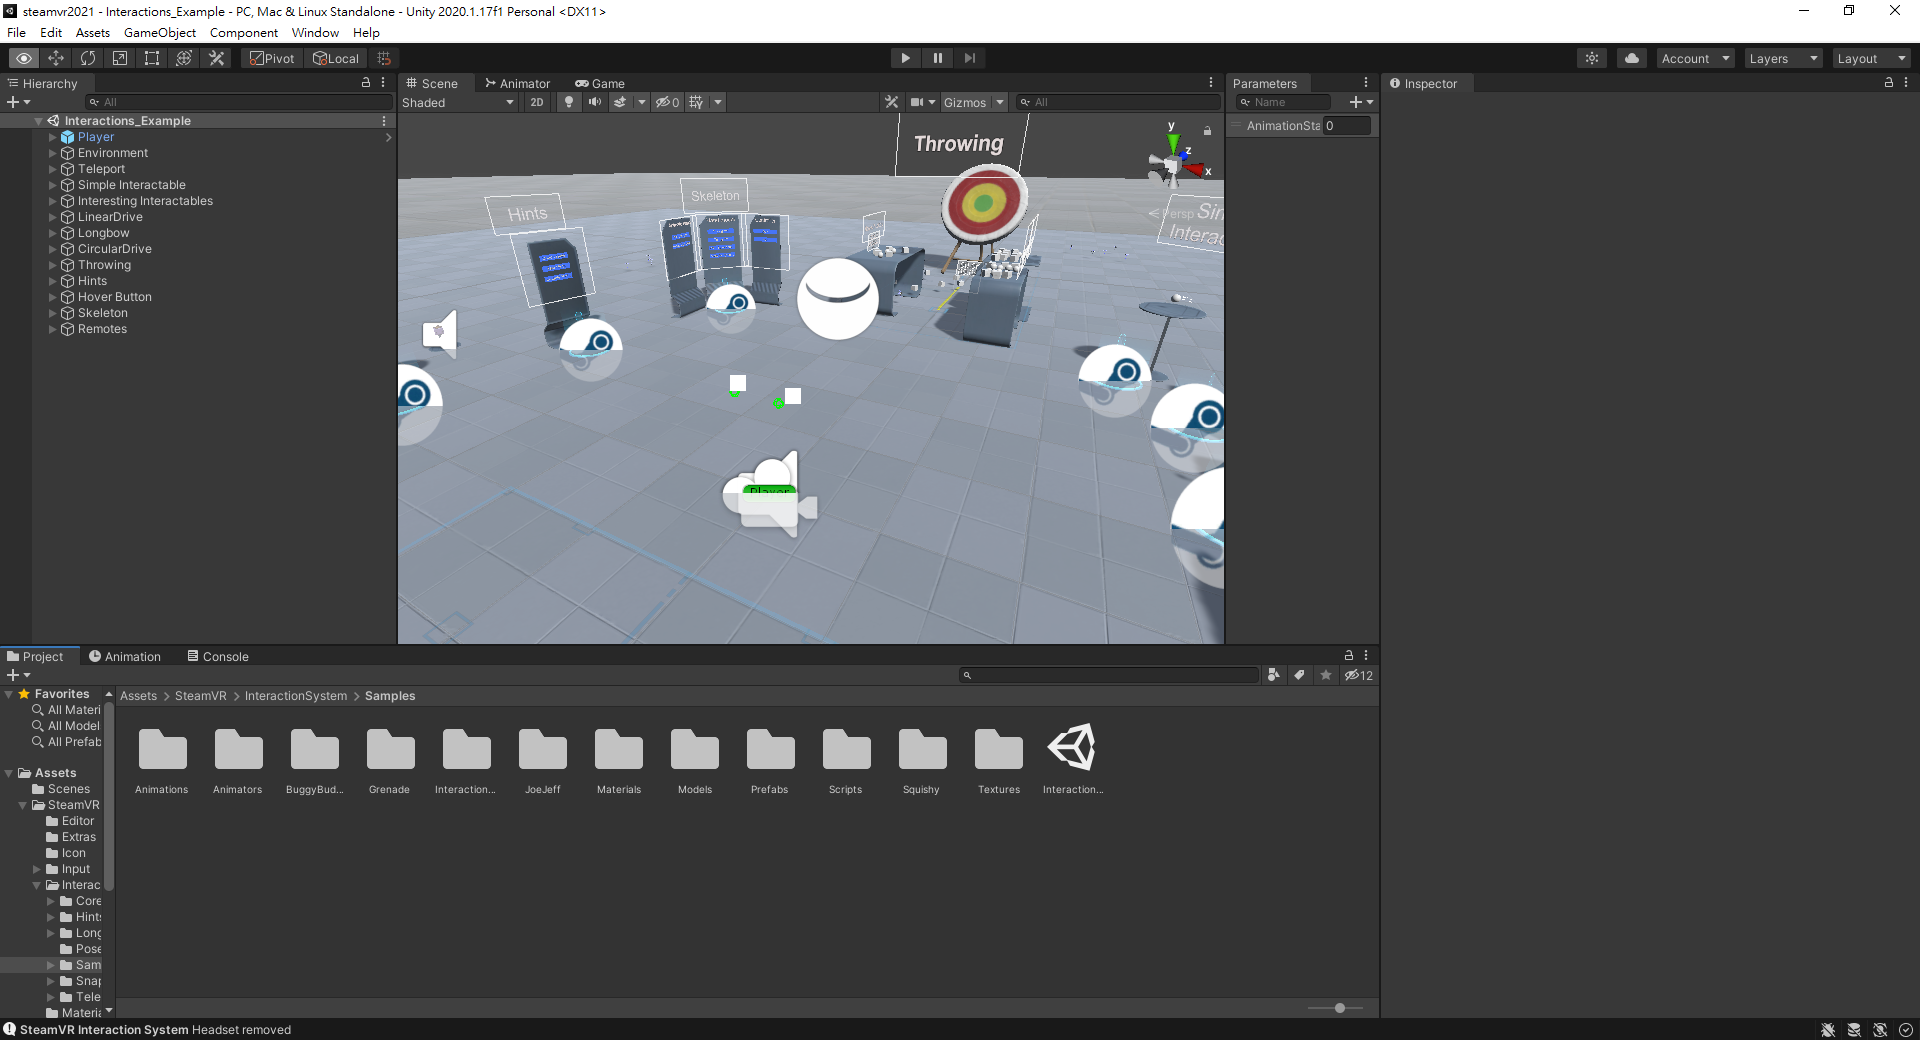 steamvr2021 - Interactions_Example - PC, Mac & Linux Standalone - Unity 2020.1.17f1 Personal <DX11>
File Edit Assets GameObject Component Window Help
Pivot Local Account Layers Layout
Hierarchy
All
Interactions_Example
Player
Environment
Teleport
Simple Interactable
Interesting Interactables
LinearDrive
Longbow
CircularDrive
Throwing
Hints
Hover Button
Skeleton
Remotes
Scene Animator Game
Shaded 2D 0 Gizmos All
Throwing
Skeleton
Hints
y
z
x
< Persp
Sin
Interac
Player
Parameters
Name
AnimationSta 0
Inspector
Project Animation Console
12
Favorites
All Materi
All Model
All Prefab
Assets
Scenes
SteamVR
Editor
Extras
Icon
Input
Interac
Core
Hints
Long
Pose
Sam
Snap
Tele
Materia
Assets > SteamVR > InteractionSystem > Samples
Animations Animators BuggyBud... Grenade Interaction... JoeJeff Materials Models Prefabs Scripts Squishy Textures Interaction...
SteamVR Interaction System Headset removed